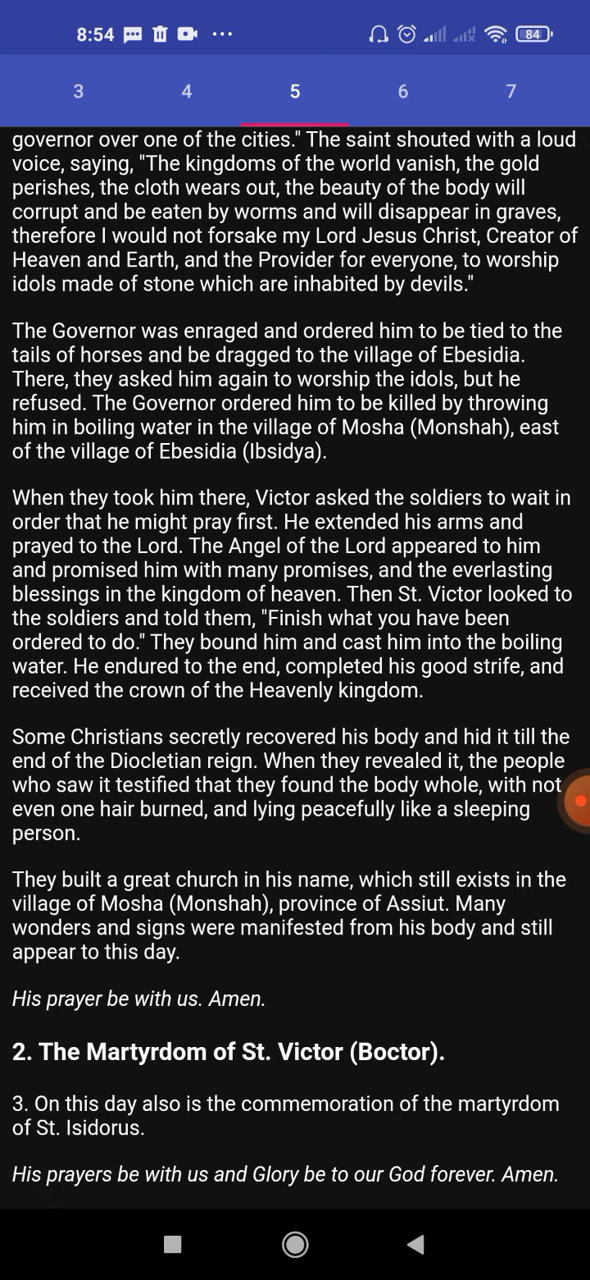 8:54
84
3 4 5 6 7
governor over one of the cities." The saint shouted with a loud
voice, saying, "The kingdoms of the world vanish, the gold
perishes, the cloth wears out, the beauty of the body will
corrupt and be eaten by worms and will disappear in graves,
therefore I would not forsake my Lord Jesus Christ, Creator of
Heaven and Earth, and the Provider for everyone, to worship
idols made of stone which are inhabited by devils."
The Governor was enraged and ordered him to be tied to the
tails of horses and be dragged to the village of Ebesidia.
There, they asked him again to worship the idols, but he
refused. The Governor ordered him to be killed by throwing
him in boiling water in the village of Mosha (Monshah), east
of the village of Ebesidia (Ibsidya).
When they took him there, Victor asked the soldiers to wait in
order that he might pray first. He extended his arms and
prayed to the Lord. The Angel of the Lord appeared to him
and promised him with many promises, and the everlasting
blessings in the kingdom of heaven. Then St. Victor looked to
the soldiers and told them, "Finish what you have been
ordered to do." They bound him and cast him into the boiling
water. He endured to the end, completed his good strife, and
received the crown of the Heavenly kingdom.
Some Christians secretly recovered his body and hid it till the
end of the Diocletian reign. When they revealed it, the people
who saw it testified that they found the body whole, with not
even one hair burned, and lying peacefully like a sleeping
person.
They built a great church in his name, which still exists in the
village of Mosha (Monshah), province of Assiut. Many
wonders and signs were manifested from his body and still
appear to this day.
His prayer be with us. Amen.
2. The Martyrdom of St. Victor (Boctor).
3. On this day also is the commemoration of the martyrdom
of St. Isidorus.
His prayers be with us and Glory be to our God forever. Amen.